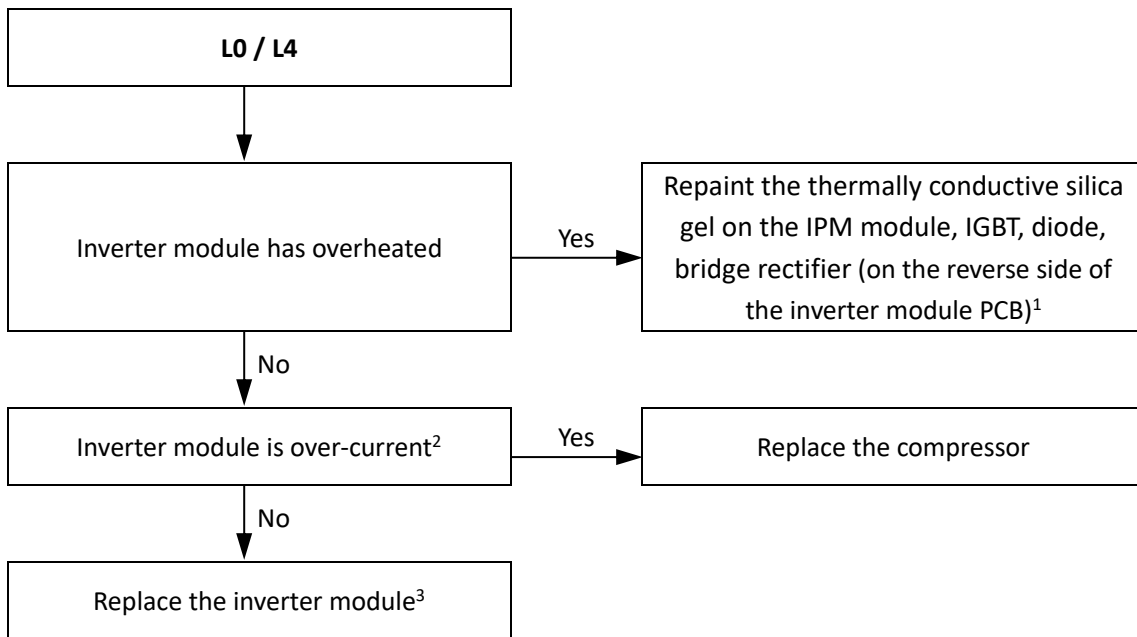 L0 / L4
Inverter module has overheated
Yes
Repaint the thermally conductive silica
gel on the IPM module, IGBT, diode,
bridge rectifier (on the reverse side of
the inverter module PCB)1
No
Inverter module is over-current2
Yes
Replace the compressor
No
Replace the inverter module3